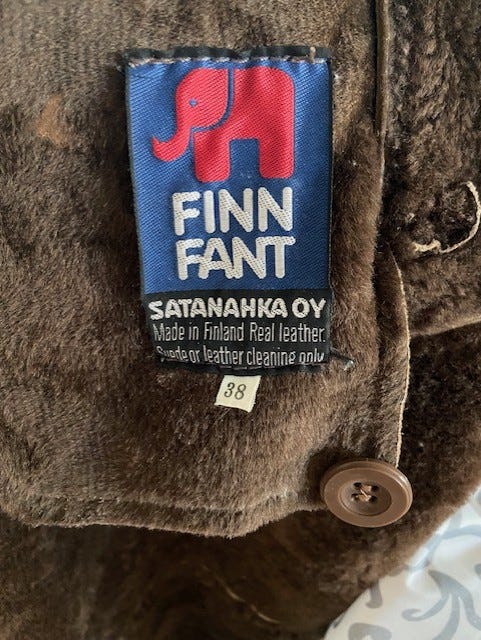 FINN
FANT
SATANAHKA OY
Made in Finland Real leather.
Suede or leather cleaning only
38